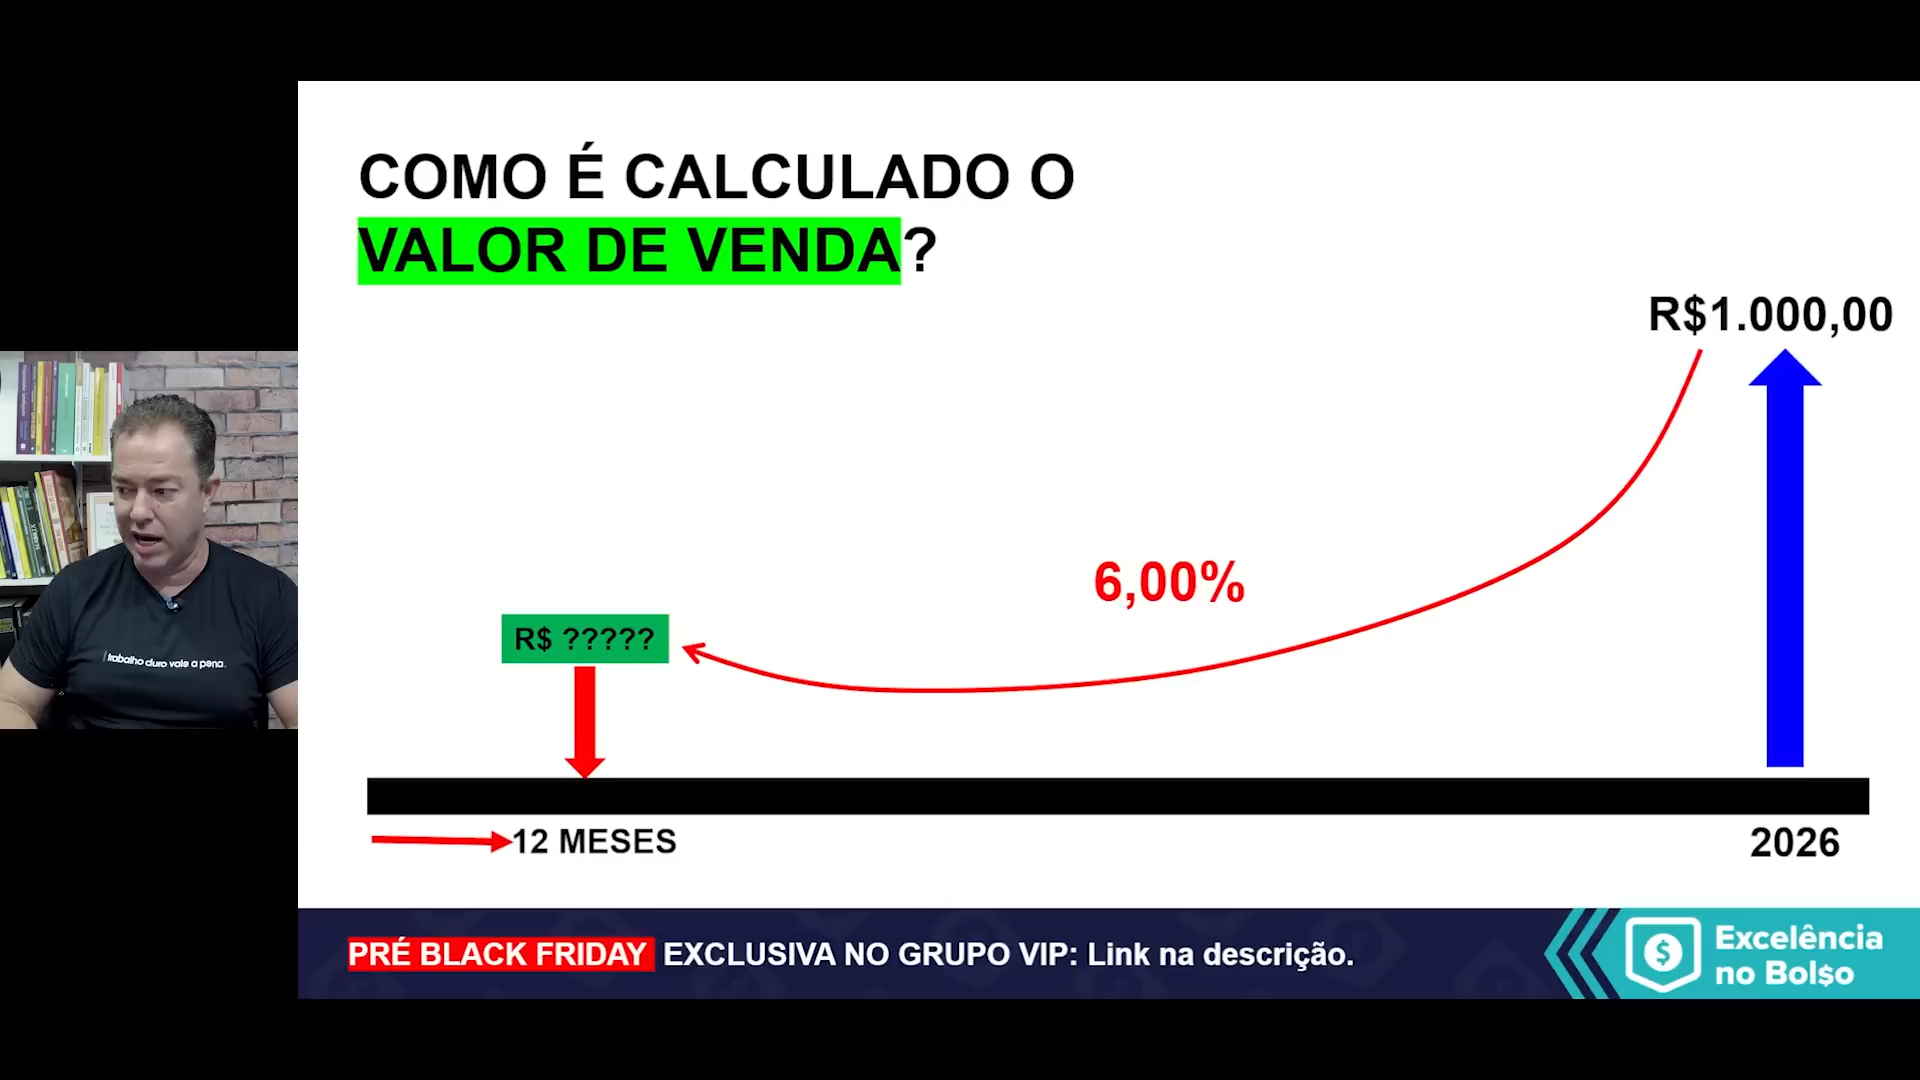 COMO É CALCULADO O
VALOR DE VENDA?
R$1.000,00
6,00%
R$ ?????
12 MESES
2026
trabalho duro vale a pena.
PRÉ BLACK FRIDAY EXCLUSIVA NO GRUPO VIP: Link na descrição.
Excelência
no Bol$o